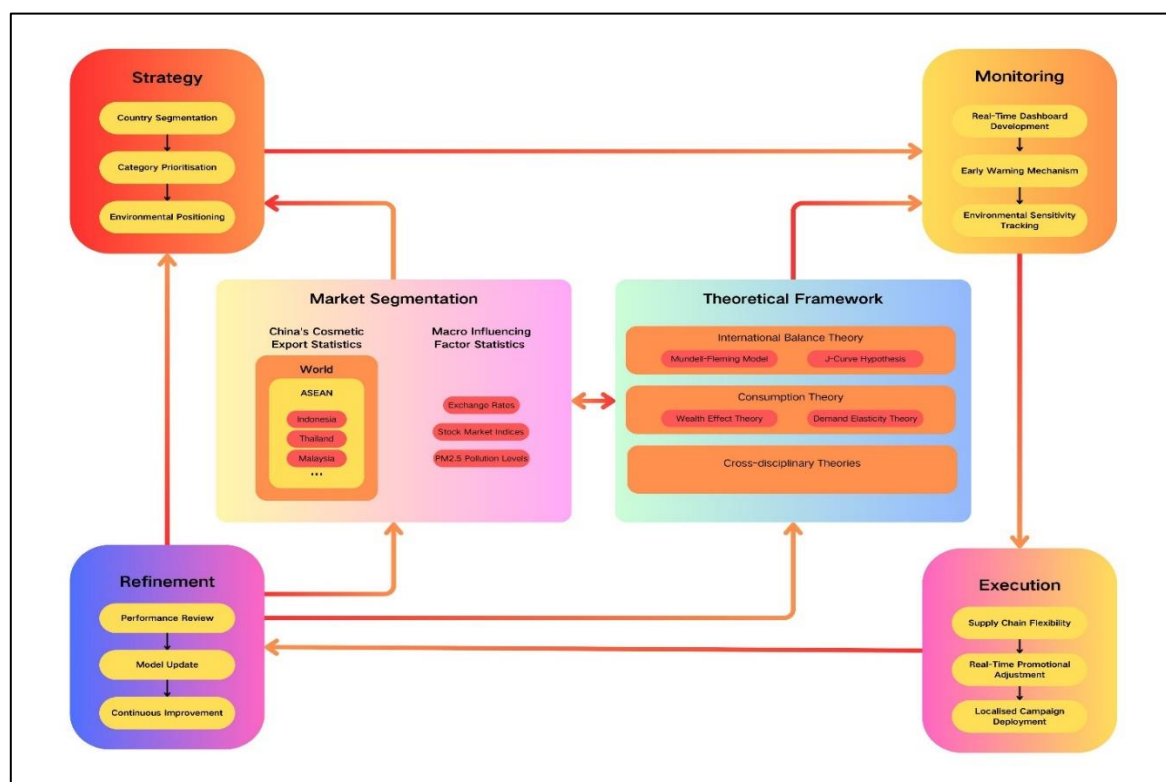 Strategy
Country Segmentation
Category Prioritisation
Environmental Positioning
Monitoring
Real-Time Dashboard
Development
Early Warning Mechanism
Environmental Sensitivity
Tracking
Market Segmentation
China's Cosmetic
Export Statistics
World
ASEAN
Indonesia
Thailand
Malaysia
...
Macro Influencing
Factor Statistics
Exchange Rates
Stock Market Indices
PM2.5 Pollution Levels
Theoretical Framework
International Balance Theory
Mundell-Fleming Model
J-Curve Hypothesis
Consumption Theory
Wealth Effect Theory
Demand Elasticity Theory
Cross-disciplinary Theories
Refinement
Performance Review
Model Update
Continuous Improvement
Execution
Supply Chain Flexibility
Real-Time Promotional
Adjustment
Localised Campaign
Deployment